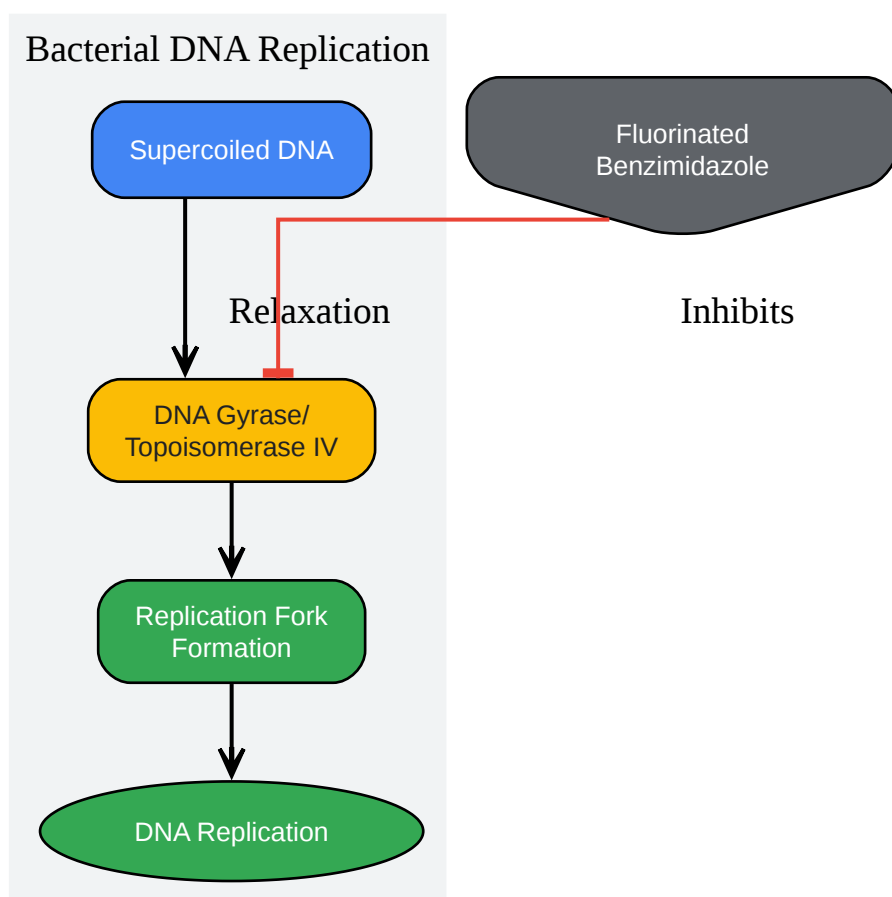 Bacterial DNA Replication
Supercoiled DNA
Fluorinated
Benzimidazole
Relaxation
Inhibits
DNA Gyrase/
Topoisomerase IV
Replication Fork
Formation
DNA Replication